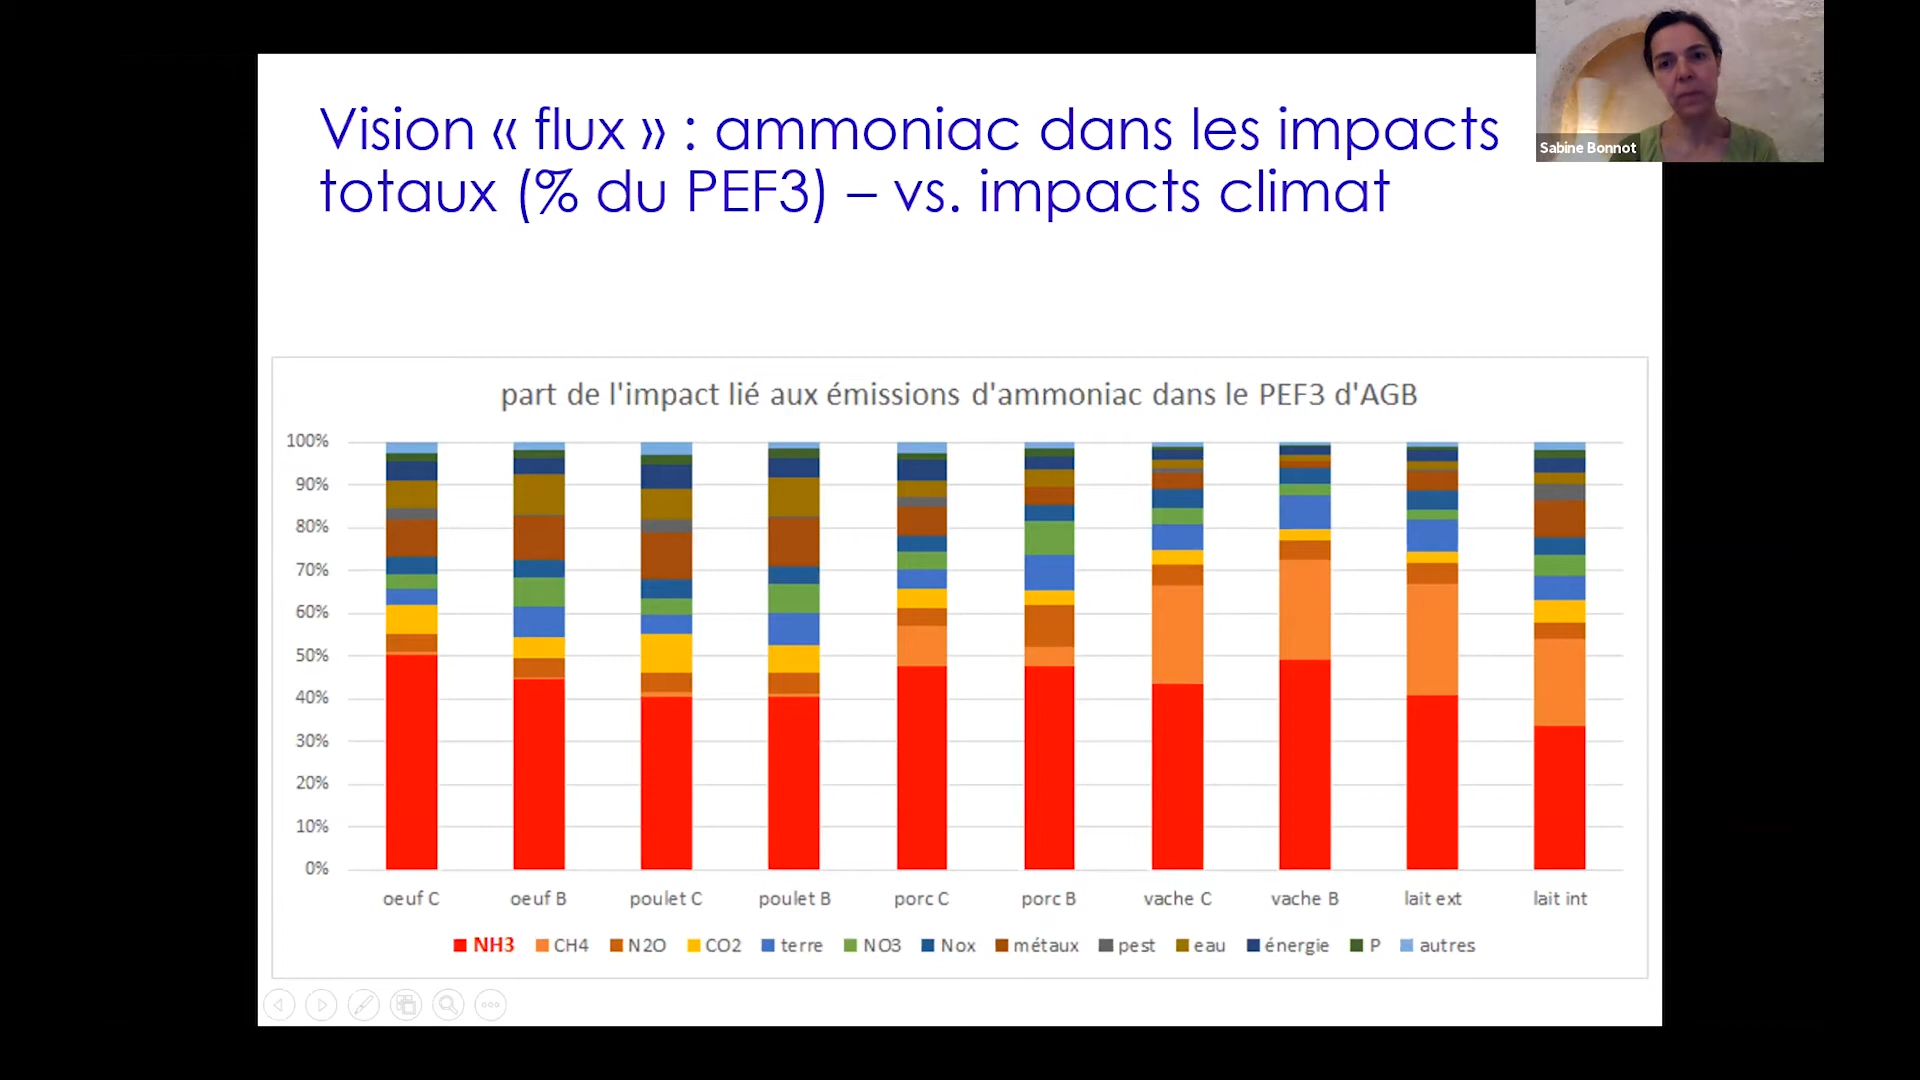 Vision « flux » : ammoniac dans les impacts
totaux (% du PEF3) – vs. impacts climat
Sabine Bonnot
part de l'impact lié aux émissions d'ammoniac dans le PEF3 d'AGB
100%
90%
80%
70%
60%
50%
40%
30%
20%
10%
0%
oeuf C oeuf B poulet C poulet B porc C porc B vache C vache B lait ext lait int
NH3 CH4 N2O CO2 terre NO3 Nox métaux pest eau énergie P autres